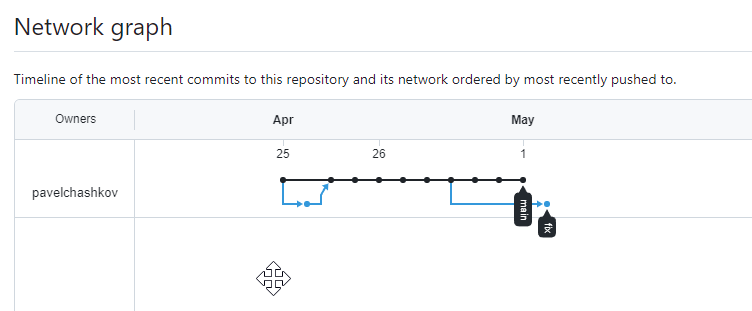 Network graph
Timeline of the most recent commits to this repository and its network ordered by most recently pushed to.
Owners
Apr
May
25
26
1
pavelchashkov
main
fix